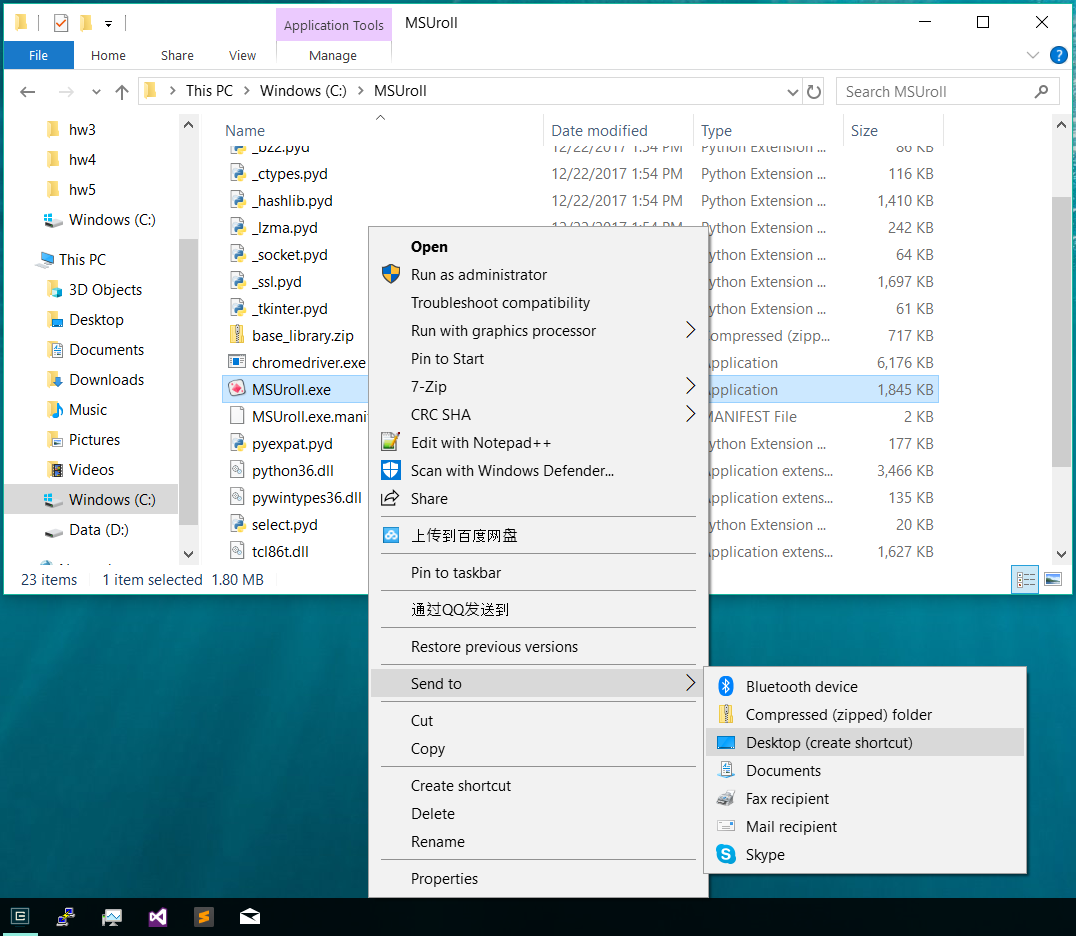 Application Tools MSUroll
File Home Share View Manage
This PC Windows (C:) MSUroll Search MSUroll
Name Date modified Type Size
hw3
hw4
hw5
Windows (C:)
This PC
3D Objects
Desktop
Documents
Downloads
Music
Pictures
Videos
Windows (C:)
Data (D:)
_bz2.pyd 12/22/2017 1:54 PM Python Extension ... 86 KB
_ctypes.pyd 12/22/2017 1:54 PM Python Extension ... 116 KB
_hashlib.pyd 12/22/2017 1:54 PM Python Extension ... 1,410 KB
_lzma.pyd 12/22/2017 1:54 PM Python Extension ... 242 KB
_socket.pyd ython Extension ... 64 KB
_ssl.pyd ython Extension ... 1,697 KB
_tkinter.pyd ython Extension ... 61 KB
base_library.zip ompressed (zipp... 717 KB
chromedriver.exe pplication 6,176 KB
MSUroll.exe pplication 1,845 KB
MSUroll.exe.mani MANIFEST File 2 KB
pyexpat.pyd ython Extension ... 177 KB
python36.dll pplication extens... 3,466 KB
pywintypes36.dll pplication extens... 135 KB
select.pyd ython Extension ... 20 KB
tcl86t.dll pplication extens... 1,627 KB
23 items 1 item selected 1.80 MB
Open
Run as administrator
Troubleshoot compatibility
Run with graphics processor
Pin to Start
7-Zip
CRC SHA
Edit with Notepad++
Scan with Windows Defender...
Share
上传到百度网盘
Pin to taskbar
通过QQ发送到
Restore previous versions
Send to
Cut
Copy
Create shortcut
Delete
Rename
Properties
Bluetooth device
Compressed (zipped) folder
Desktop (create shortcut)
Documents
Fax recipient
Mail recipient
Skype